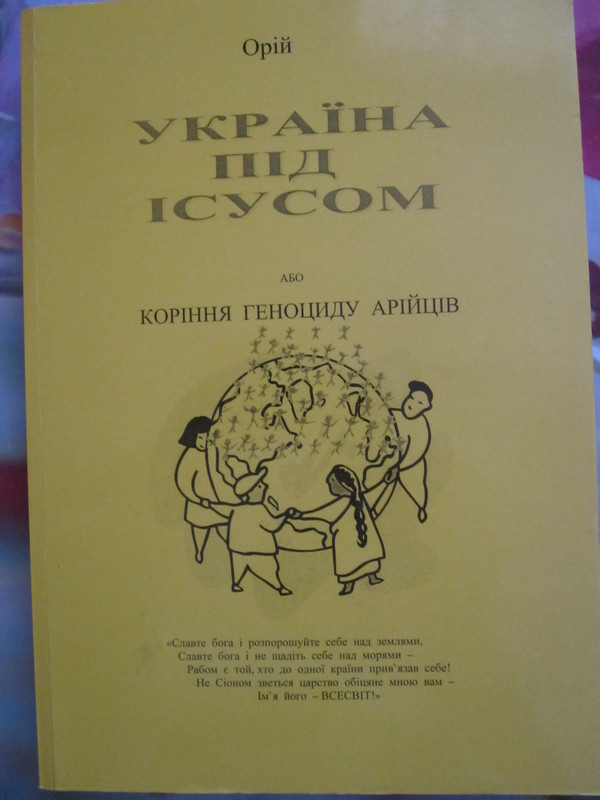 Орій
УКРАЇНА
ПІД
ІСУСОМ
АБО
КОРІННЯ ГЕНОЦИДУ АРІЙЦІВ
«Славте бога і розпорошуйте себе над землями,
Славте бога і не щадіть себе над морями –
Рабом є той, хто до одної країни прив`язав себе!
Не Сіоном зветься царство обіцяне мною вам –
Ім`я його – ВСЕСВІТ!»